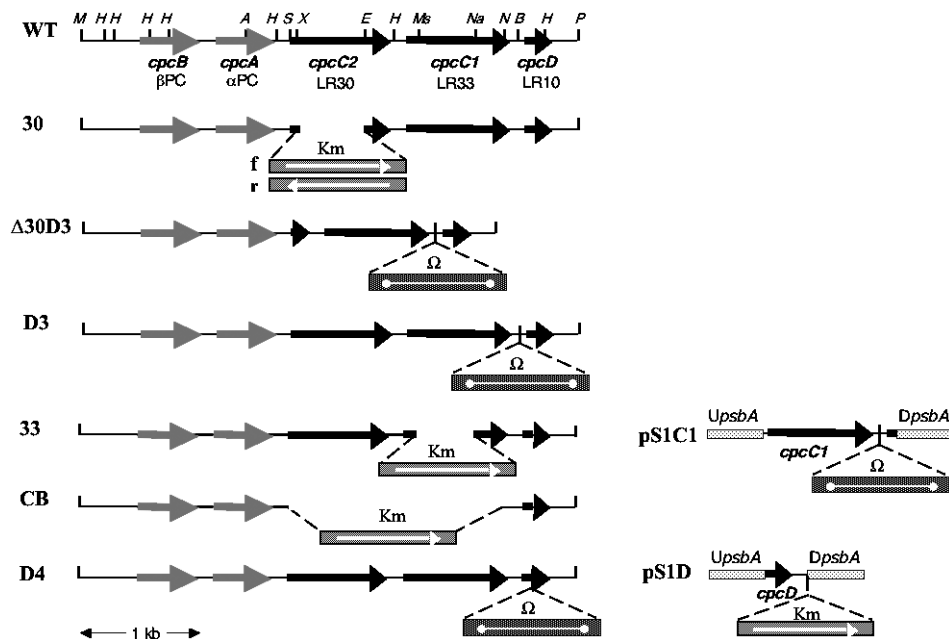 M H H H H A H S X E H Ms Na N B H P
WT
cpcB cpcA cpcC2 cpcC1 cpcD
βPC αPC LR30 LR33 LR10
30
Km
f
r
Δ30D3
Ω
D3
Ω
33
Km
UpsbA DpsbA
pS1C1
cpcC1
Ω
CB
Km
D4
Ω
UpsbA DpsbA
pS1D
cpcD
Km
1 kb